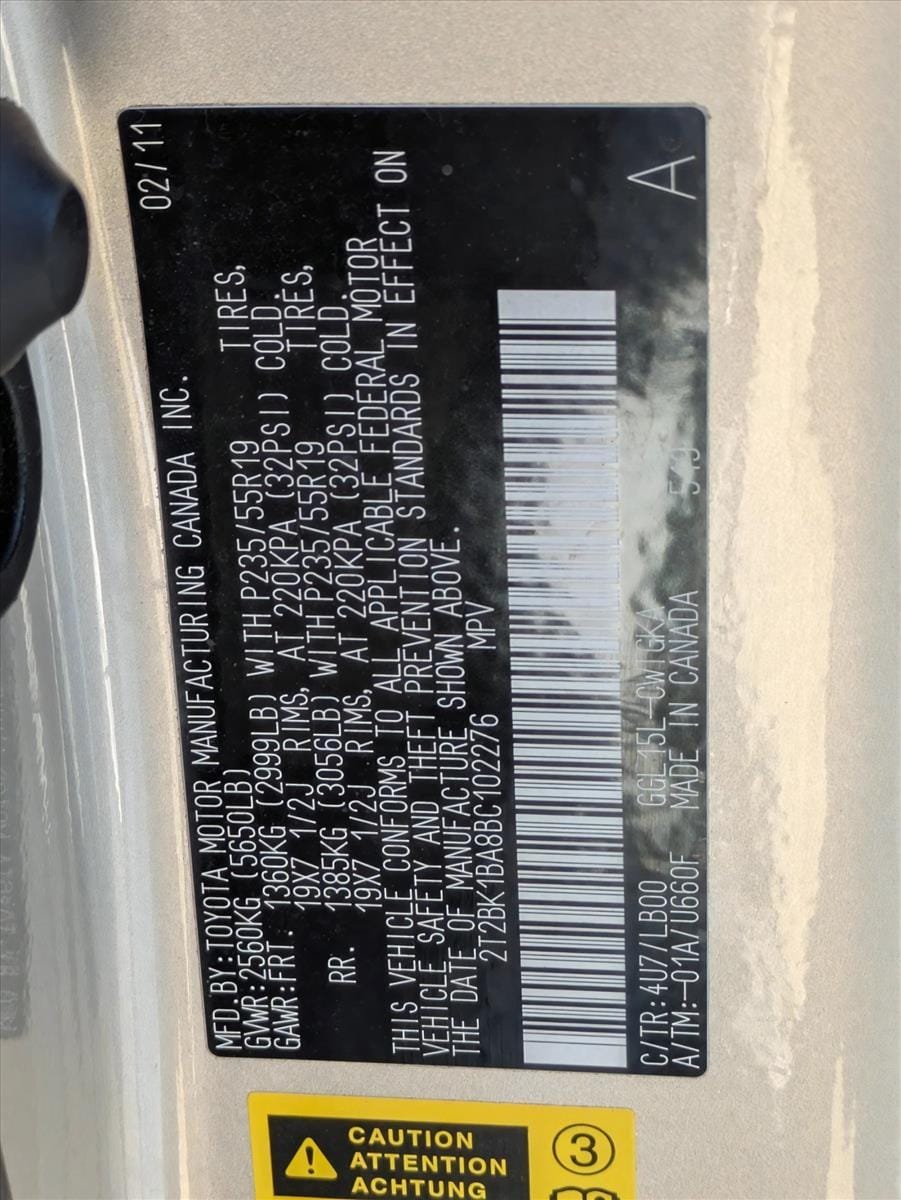 MFD.BY:TOYOTA MOTOR MANUFACTURING CANADA INC. 02/11
GVWR:2560KG (5650LB)
GAWR:FRT. 1360KG (2999LB) WITH P235/55R19 TIRES,
19X7 1/2J RIMS, AT 220KPA (32PSI) COLD.
RR. 1385KG (3056LB) WITH P235/55R19 TIRES,
19X7 1/2J RIMS, AT 220KPA (32PSI) COLD.
THIS VEHICLE CONFORMS TO ALL APPLICABLE FEDERAL MOTOR
VEHICLE SAFETY AND THEFT PREVENTION STANDARDS IN EFFECT ON
THE DATE OF MANUFACTURE SHOWN ABOVE.
2T2BK1BA8BC102276 MPV
A
C/TR:4U7/LB00 GGL15L-CWTGKA
A/TM:-01A/U660F MADE IN CANADA
CAUTION
ATTENTION
ACHTUNG
3